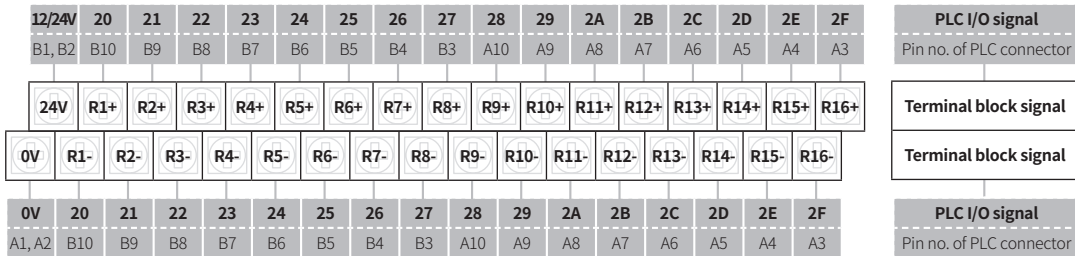 12/24V 20 21 22 23 24 25 26 27 28 29 2A 2B 2C 2D 2E 2F PLC I/O signal
B1, B2 B10 B9 B8 B7 B6 B5 B4 B3 A10 A9 A8 A7 A6 A5 A4 A3 Pin no. of PLC connector
24V R1+ R2+ R3+ R4+ R5+ R6+ R7+ R8+ R9+ R10+ R11+ R12+ R13+ R14+ R15+ R16+ Terminal block signal
0V R1- R2- R3- R4- R5- R6- R7- R8- R9- R10- R11- R12- R13- R14- R15- R16- Terminal block signal
0V 20 21 22 23 24 25 26 27 28 29 2A 2B 2C 2D 2E 2F PLC I/O signal
A1, A2 B10 B9 B8 B7 B6 B5 B4 B3 A10 A9 A8 A7 A6 A5 A4 A3 Pin no. of PLC connector